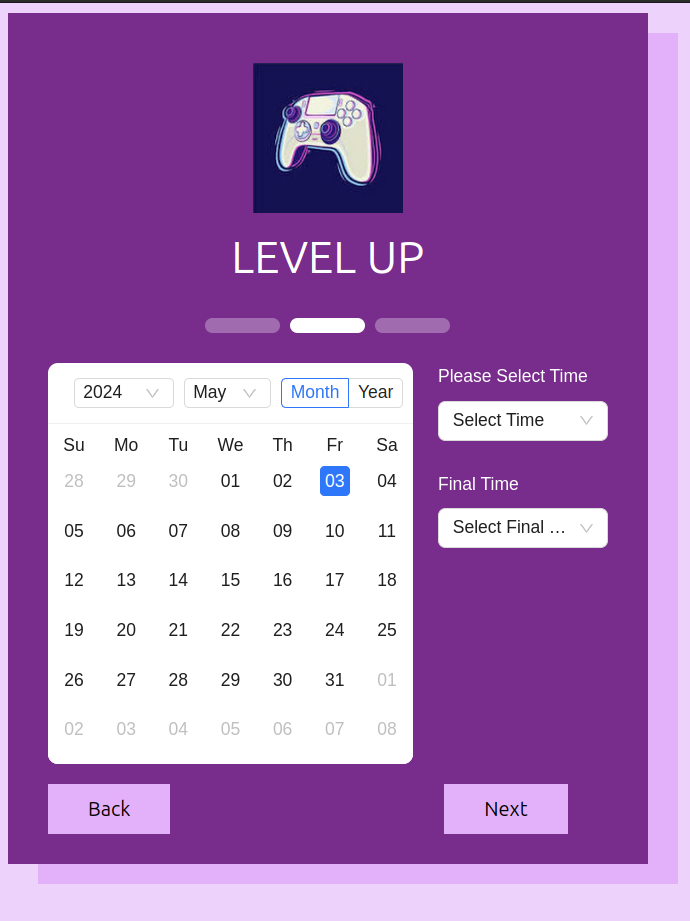 LEVEL UP
2024 May Month Year
Su Mo Tu We Th Fr Sa
28 29 30 01 02 03 04
05 06 07 08 09 10 11
12 13 14 15 16 17 18
19 20 21 22 23 24 25
26 27 28 29 30 31 01
02 03 04 05 06 07 08
Please Select Time
Select Time
Final Time
Select Final ...
Back
Next